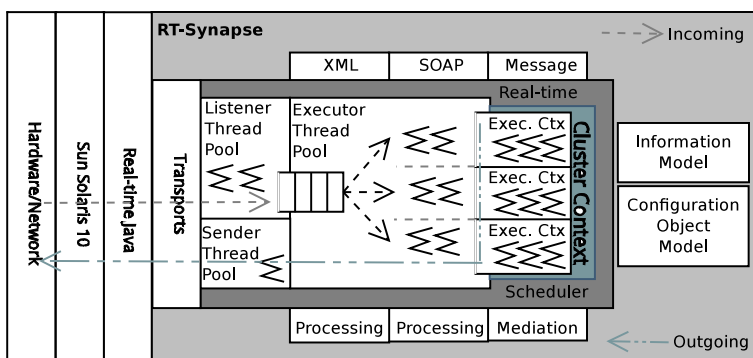 RT-Synapse
Incoming
XML
SOAP
Message
Real-time
Hardware/Network
Sun Solaris 10
Real-time Java
Transports
Listener
Thread
Pool
Executor
Thread
Pool
Exec. Ctx
Exec. Ctx
Exec. Ctx
Cluster Context
Information
Model
Configuration
Object
Model
Sender
Thread
Pool
Scheduler
Processing
Processing
Mediation
Outgoing